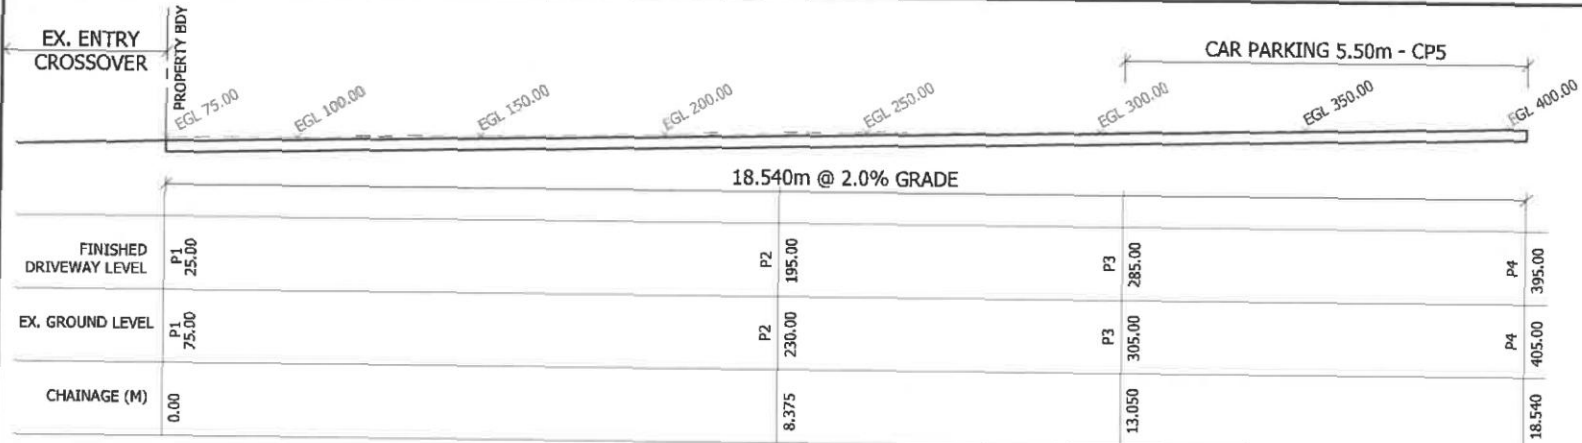 EX. ENTRY
CROSSOVER
PROPERTY BDY
CAR PARKING 5.50m - CP5
EGL 75.00
EGL 100.00
EGL 150.00
EGL 200.00
EGL 250.00
EGL 300.00
EGL 350.00
EGL 400.00
18.540m @ 2.0% GRADE
FINISHED
DRIVEWAY LEVEL
P1
25.00
P2
195.00
P3
285.00
P4
395.00
EX. GROUND LEVEL
P1
75.00
P2
230.00
P3
305.00
P4
405.00
CHAINAGE (M)
0.00
8.375
13.050
18.540